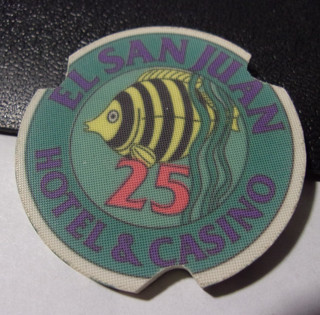 EL SAN JUAN
25
HOTEL & CASINO